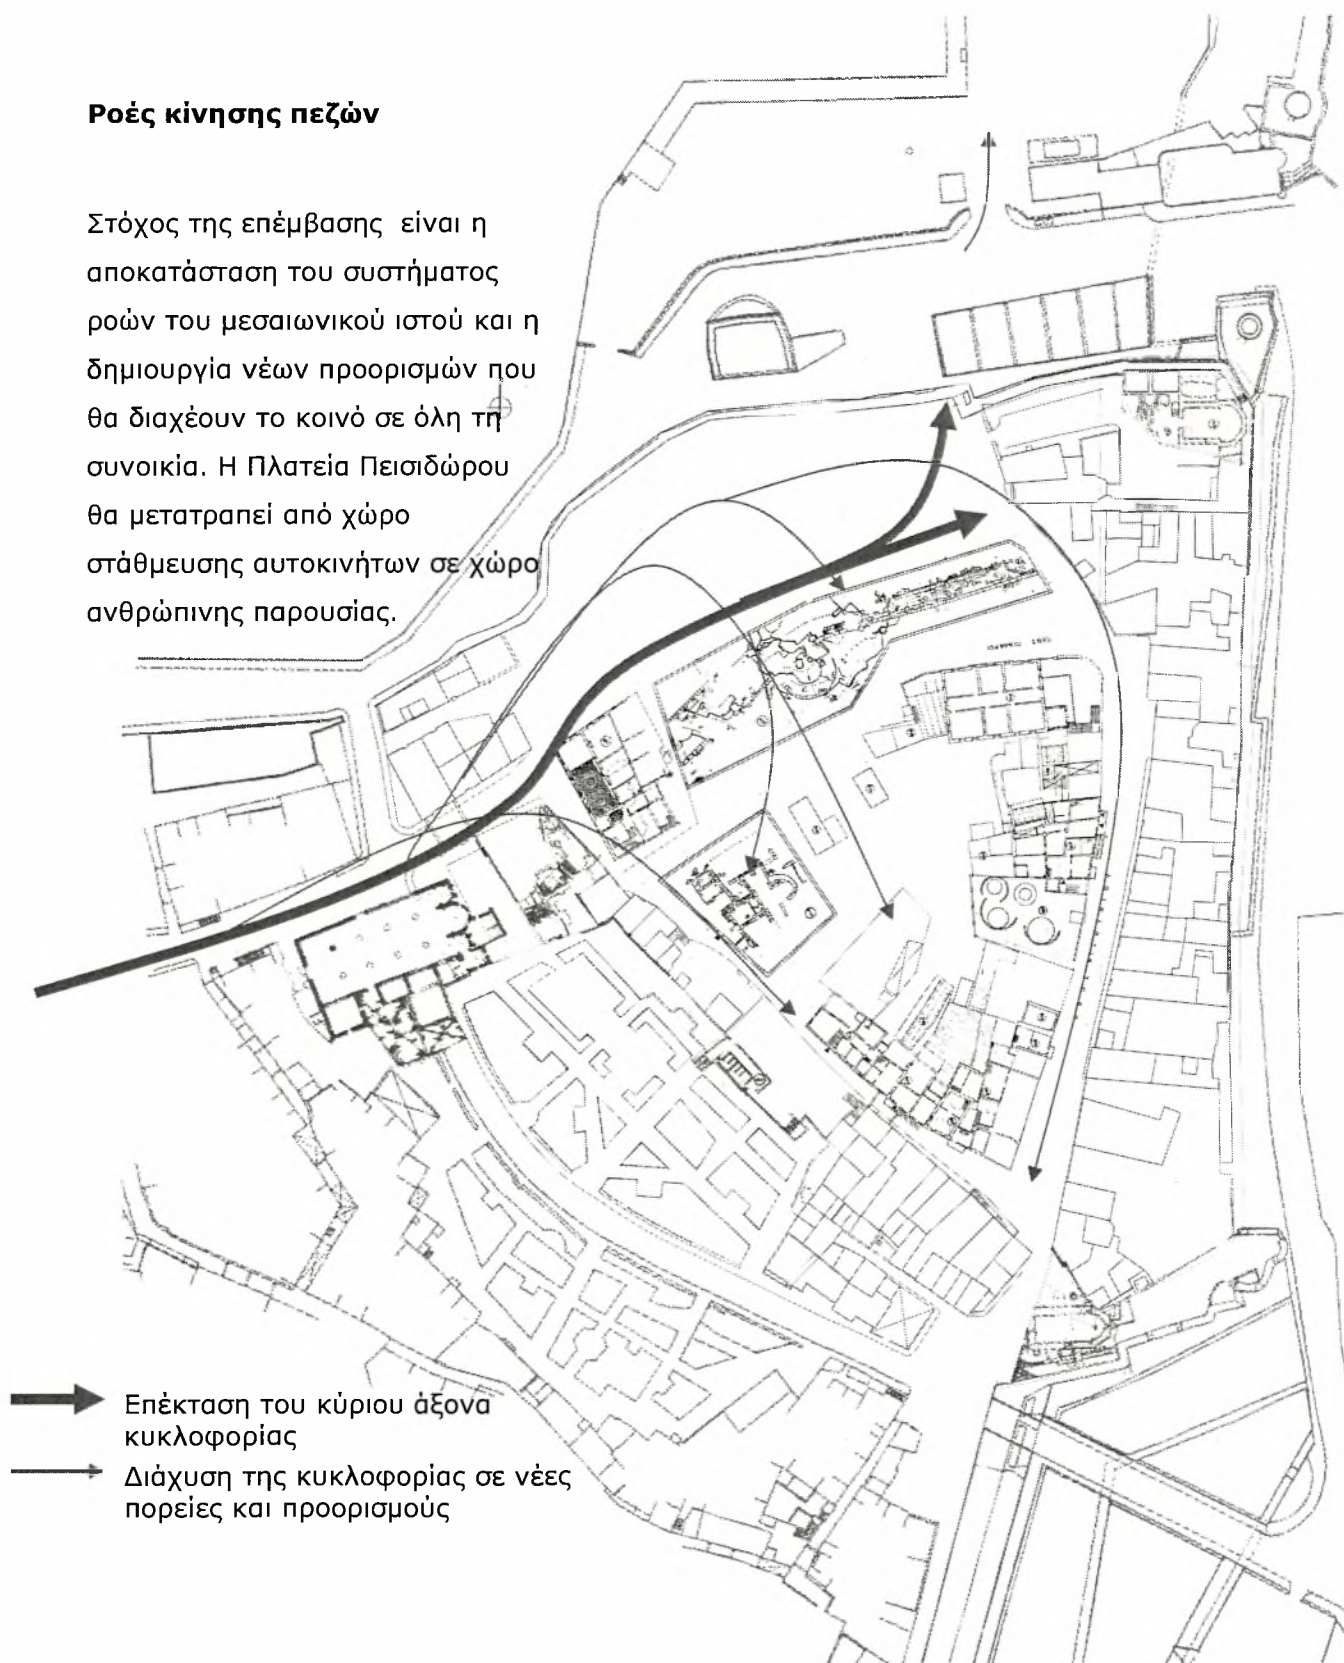 Ροές κίνησης πεζών
Στόχος της επέμβασης είναι η
αποκατάσταση του συστήματος
ροών του μεσαιωνικού ιστού και η
δημιουργία νέων προορισμών που
θα διαχέουν το κοινό σε όλη τη
συνοικία. Η Πλατεία Πεισιδώρου
θα μετατραπεί από χώρο
στάθμευσης αυτοκινήτων σε χώρο
ανθρώπινης παρουσίας.
Επέκταση του κύριου άξονα
κυκλοφορίας
Διάχυση της κυκλοφορίας σε νέες
πορείες και προορισμούς